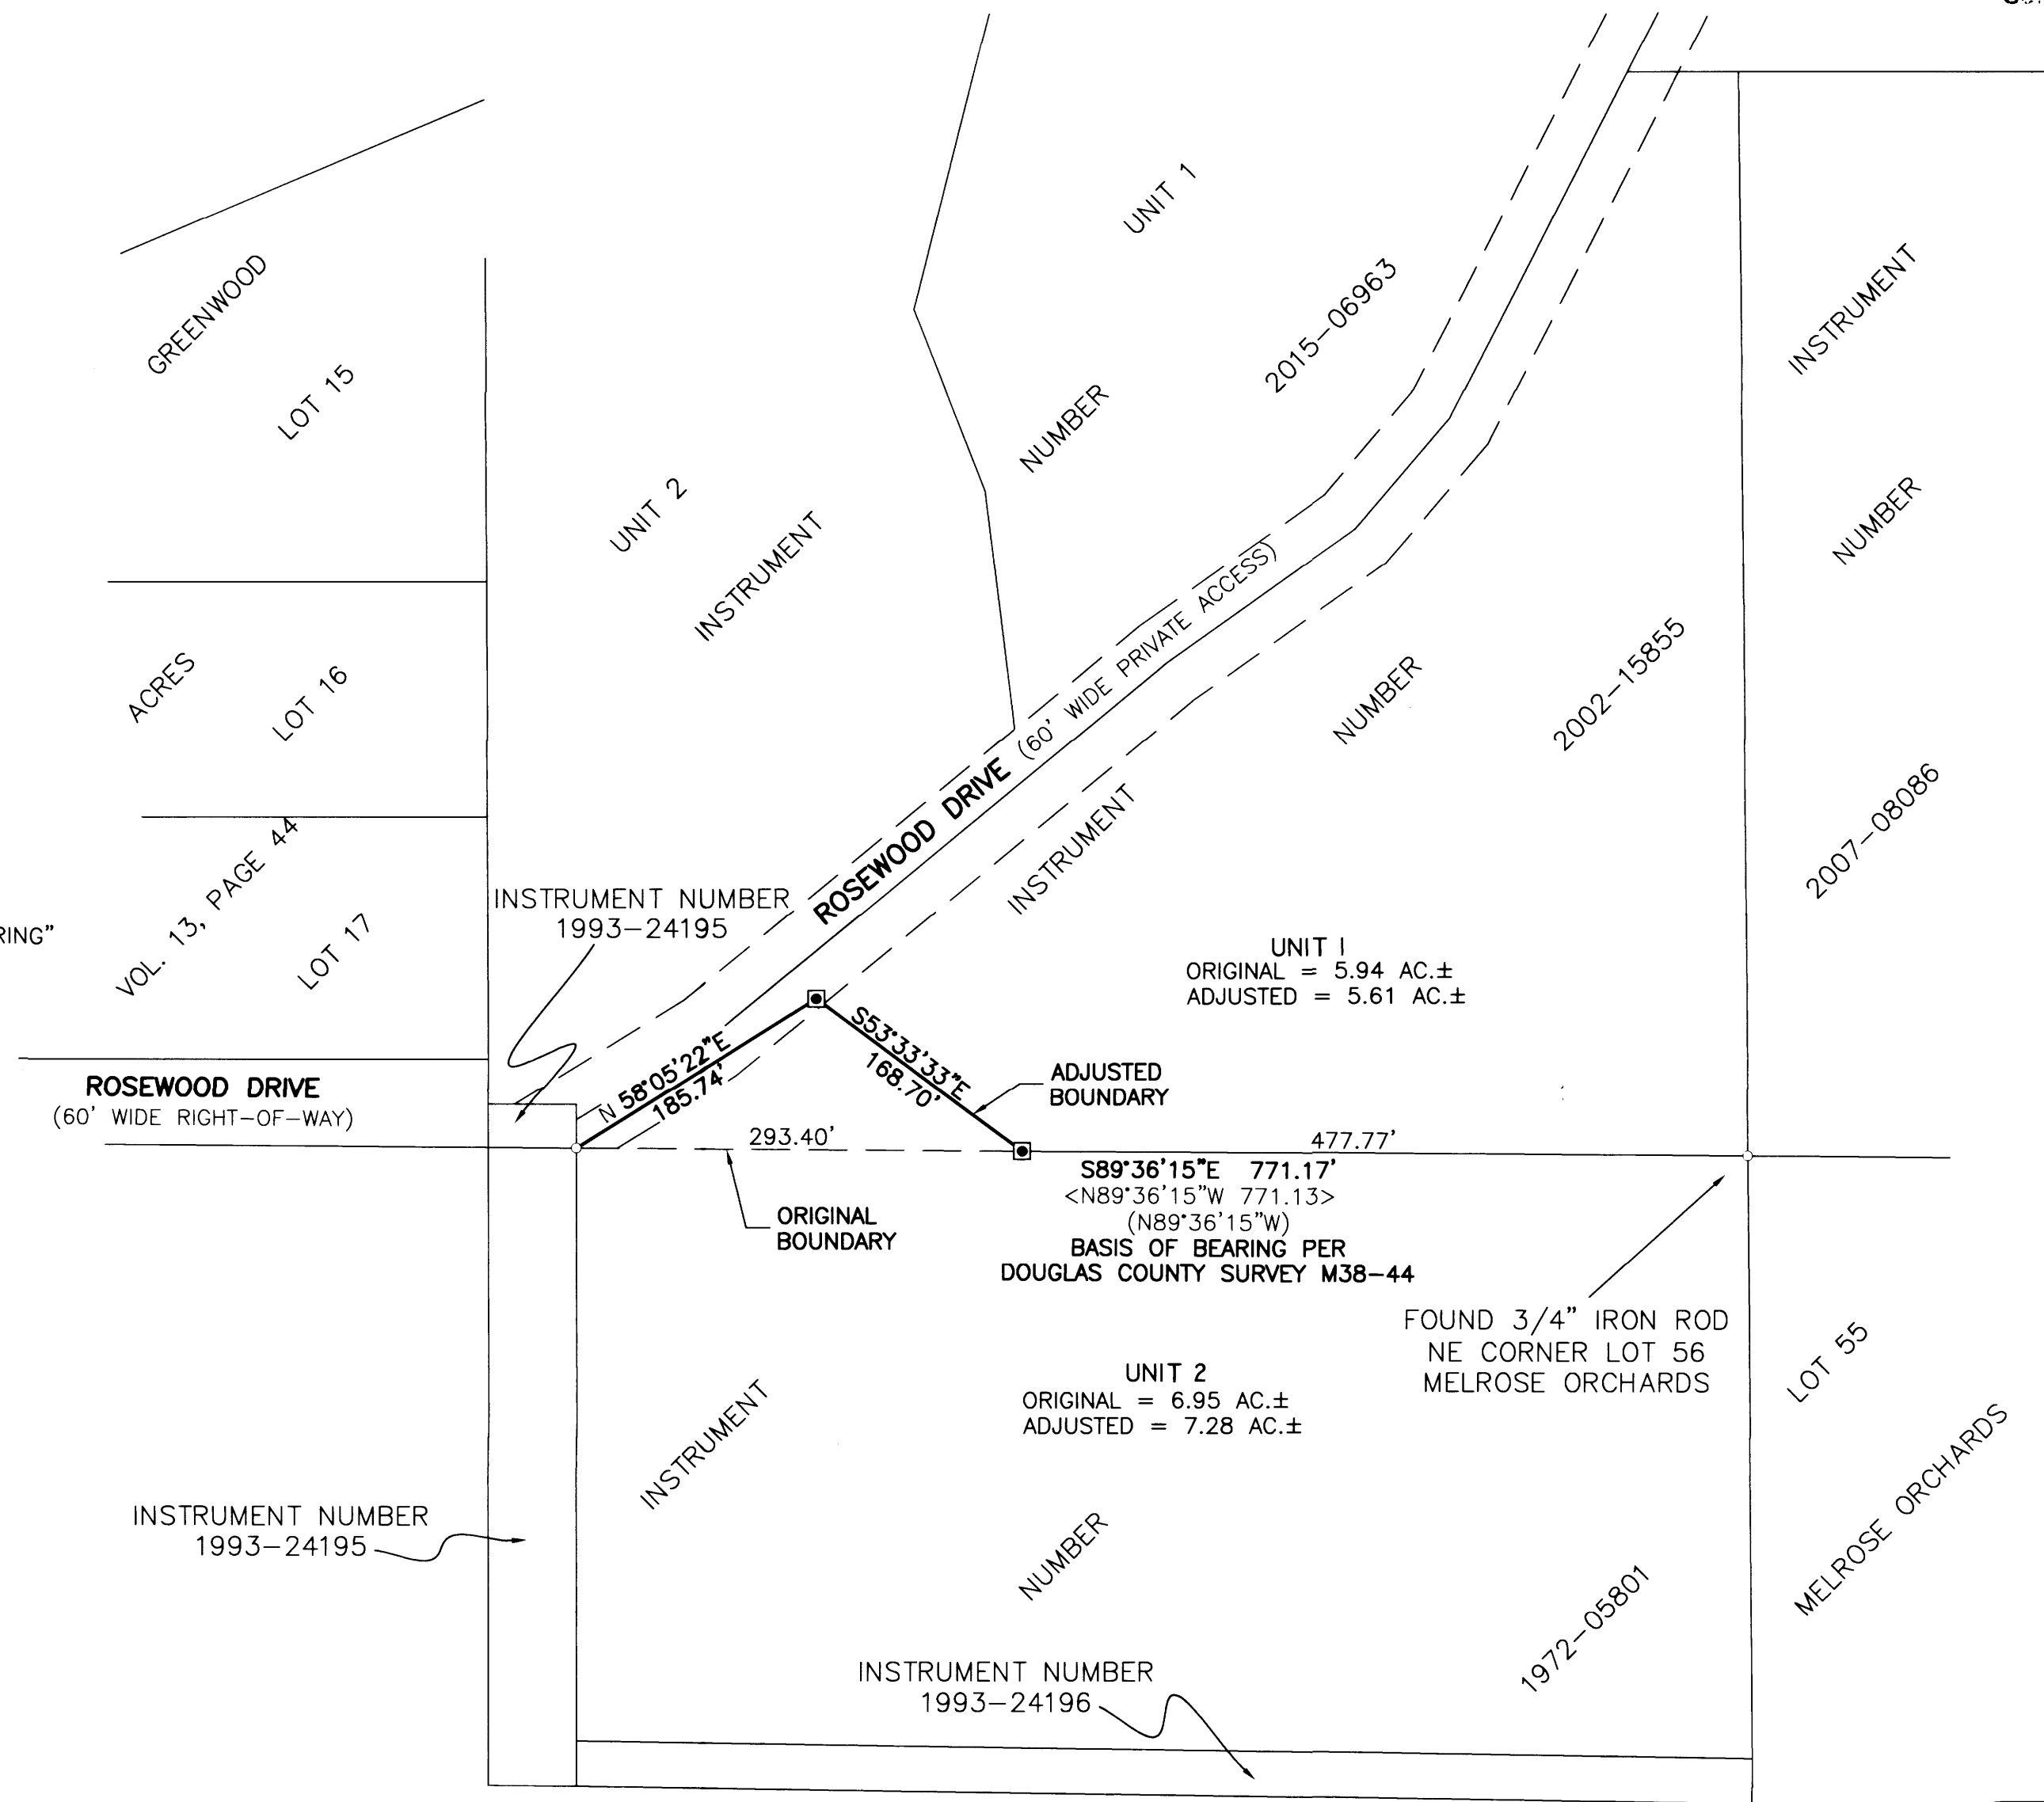 UNIT 1
GREENWOOD
2015-06963
INSTRUMENT
LOT 15
NUMBER
UNIT 2
INSTRUMENT
NUMBER
(60' WIDE PRIVATE ACCESS)
ROSEWOOD DRIVE
ACRES
LOT 16
NUMBER
2002-15855
INSTRUMENT
2007-08086
VOL. 13, PAGE 44
LOT 17
RING"
INSTRUMENT NUMBER
1993-24195
UNIT 1
ORIGINAL = 5.94 AC.±
ADJUSTED = 5.61 AC.±
N 58°05'22"E
185.74'
S53°33'33"E
168.70'
ADJUSTED
BOUNDARY
ROSEWOOD DRIVE
(60' WIDE RIGHT-OF-WAY)
293.40'
477.77'
S89°36'15"E 771.17'
<N89°36'15"W 771.13>
(N89°36'15"W)
BASIS OF BEARING PER
DOUGLAS COUNTY SURVEY M38-44
ORIGINAL
BOUNDARY
FOUND 3/4" IRON ROD
NE CORNER LOT 56
MELROSE ORCHARDS
UNIT 2
ORIGINAL = 6.95 AC.±
ADJUSTED = 7.28 AC.±
LOT 55
MELROSE ORCHARDS
INSTRUMENT
NUMBER
1972-05801
INSTRUMENT NUMBER
1993-24195
INSTRUMENT NUMBER
1993-24196